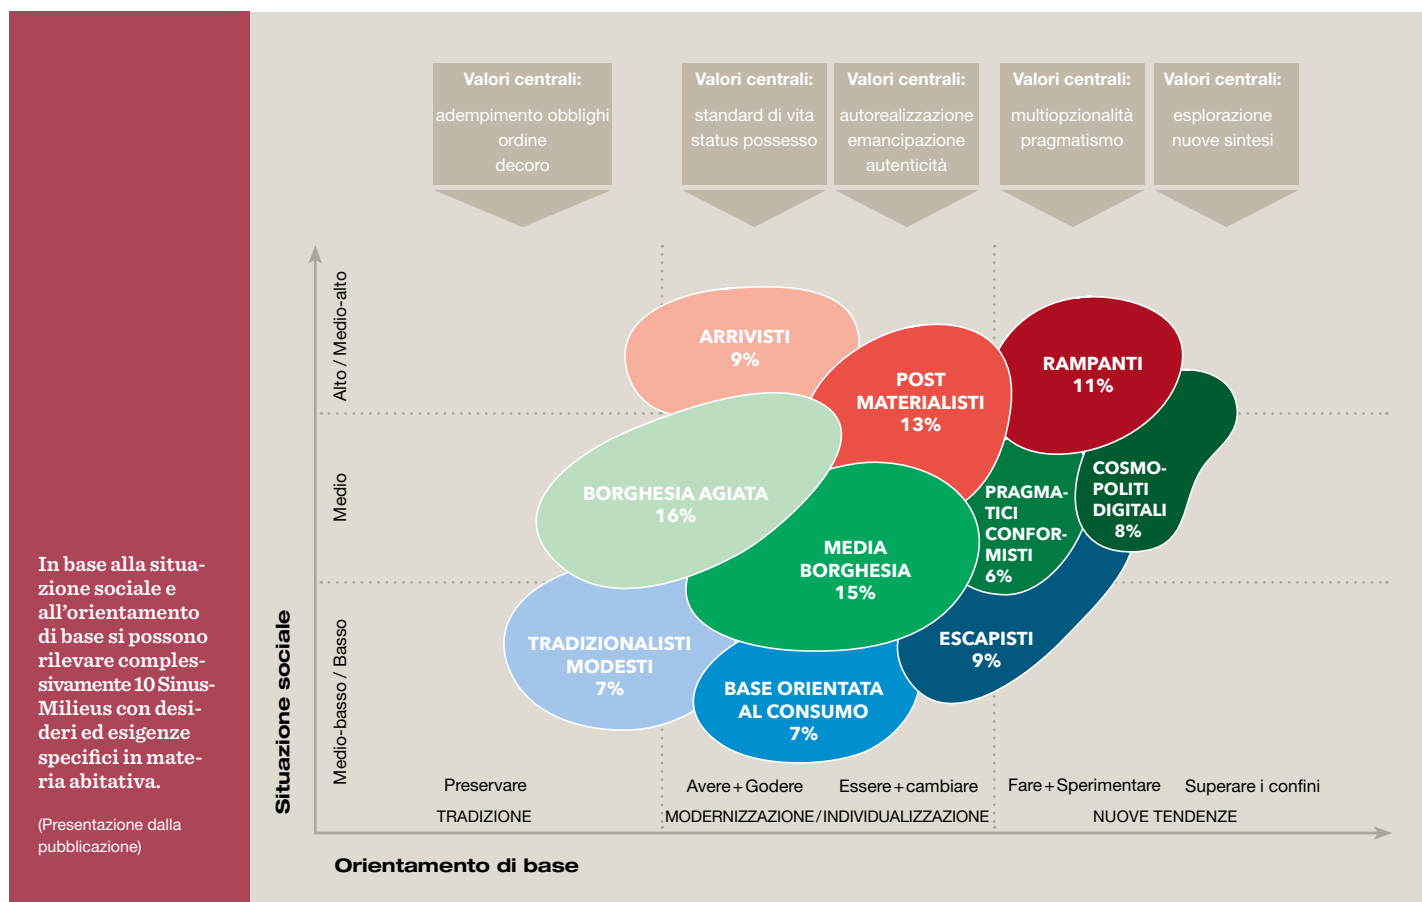 In base alla situa-
zione sociale e
all’orientamento
di base si possono
rilevare comples-
sivamente 10 Sinus-
Milieus con desi-
deri ed esigenze
specifici in mate-
ria abitativa.
(Presentazione dalla
pubblicazione)
Valori centrali:
adempimento obblighi
ordine
decoro
Valori centrali:
standard di vita
status possesso
Valori centrali:
autorealizzazione
emancipazione
autenticità
Valori centrali:
multiopzionalità
pragmatismo
Valori centrali:
esplorazione
nuove sintesi
Situazione sociale
Alto / Medio-alto
Medio
Medio-basso / Basso
ARRIVISTI
9%
POST
MATERIALISTI
13%
RAMPANTI
11%
BORGHESIA AGIATA
16%
MEDIA
BORGHESIA
15%
PRAGMA-
TICI
CONFOR-
MISTI
6%
COSMO-
POLITI
DIGITALI
8%
TRADIZIONALISTI
MODESTI
7%
BASE ORIENTATA
AL CONSUMO
7%
ESCAPISTI
9%
Preservare
TRADIZIONE
Avere + Godere
Essere + cambiare
MODERNIZZAZIONE / INDIVIDUALIZZAZIONE
Fare + Sperimentare
Superare i confini
NUOVE TENDENZE
Orientamento di base